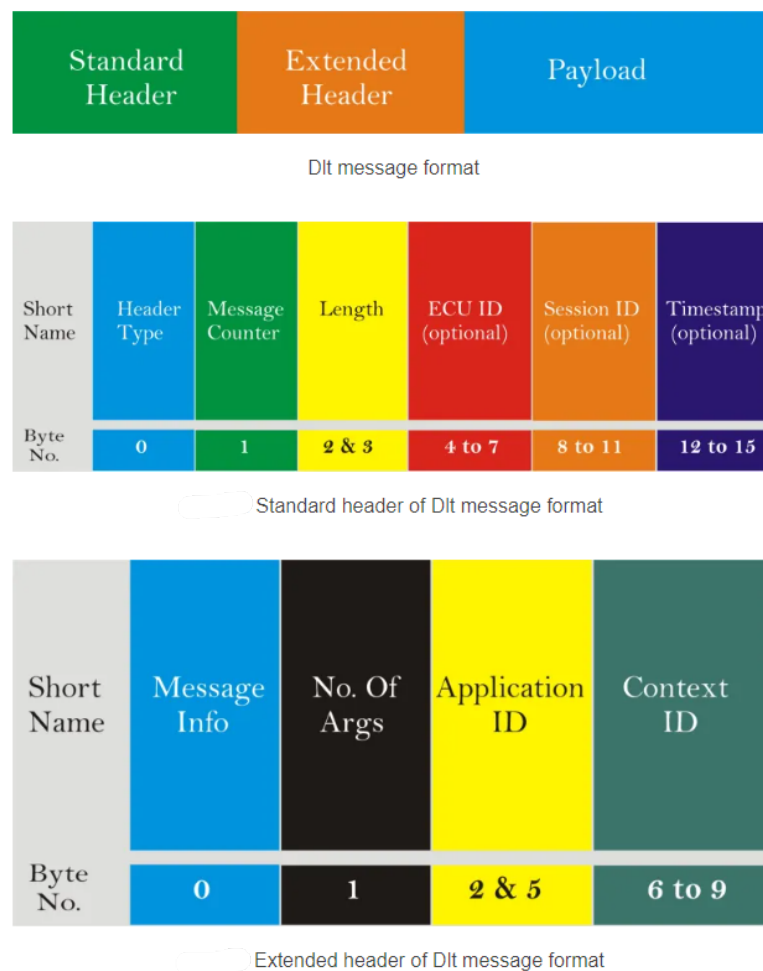 Standard
Header
Extended
Header
Payload
Dlt message format
Short
Name
Header
Type
Message
Counter
Length
ECU ID
(optional)
Session ID
(optional)
Timestamp
(optional)
Byte
No.
0
1
2 & 3
4 to 7
8 to 11
12 to 15
Standard header of Dlt message format
Short
Name
Message
Info
No. Of
Args
Application
ID
Context
ID
Byte
No.
0
1
2 & 5
6 to 9
Extended header of Dlt message format